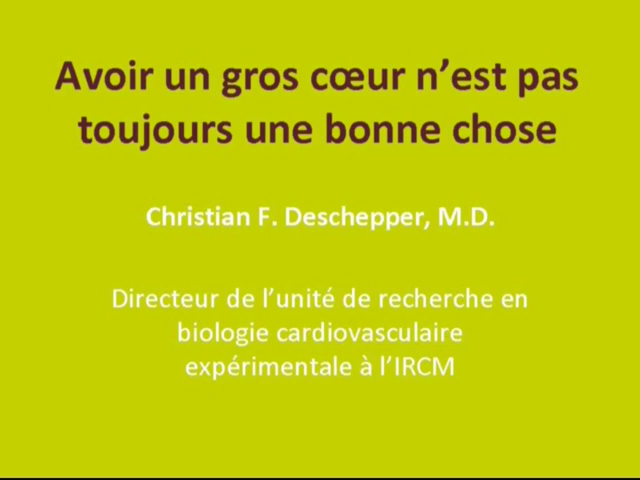 Avoir un gros cœur n’est pas
toujours une bonne chose
Christian F. Deschepper, M.D.
Directeur de l’unité de recherche en
biologie cardiovasculaire
expérimentale à l’IRCM